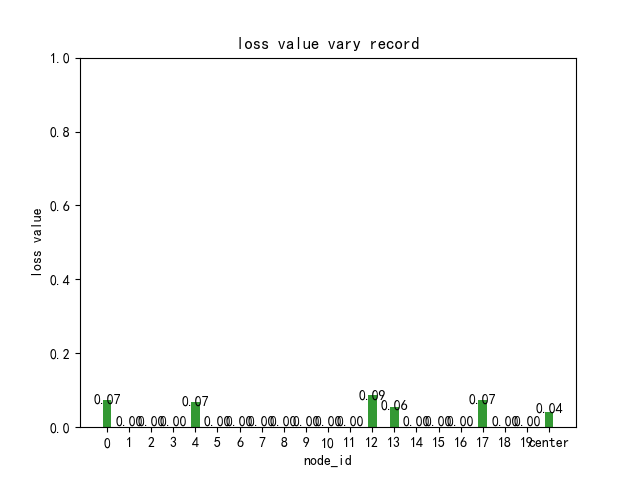 loss value vary record
1.0
0.8
0.6
0.4
0.2
0.0
loss value
0.07 0.00 0.00 0.00 0.07 0.00 0.00 0.00 0.00 0.00 0.00 0.00 0.09 0.06 0.00 0.00 0.00 0.07 0.00 0.00 0.04
0 1 2 3 4 5 6 7 8 9 10 11 12 13 14 15 16 17 18 19 center
node_id